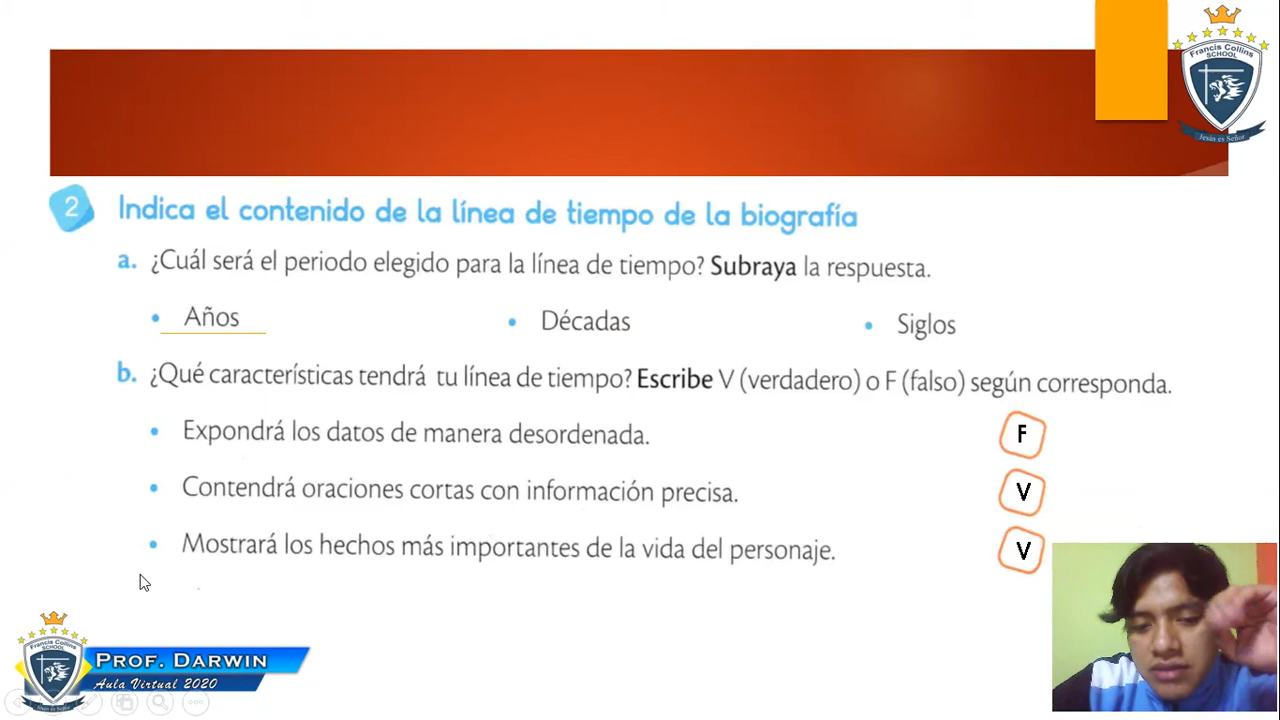 Francis Collins
SCHOOL
Jesús es Señor
2 Indica el contenido de la línea de tiempo de la biografía
a. ¿Cuál será el periodo elegido para la línea de tiempo? Subraya la respuesta.
• Años • Décadas • Siglos
b. ¿Qué características tendrá tu línea de tiempo? Escribe V (verdadero) o F (falso) según corresponda.
• Expondrá los datos de manera desordenada. F
• Contendrá oraciones cortas con información precisa. V
• Mostrará los hechos más importantes de la vida del personaje. V
Francis Collins
SCHOOL
PROF. DARWIN
Aula Virtual 2020